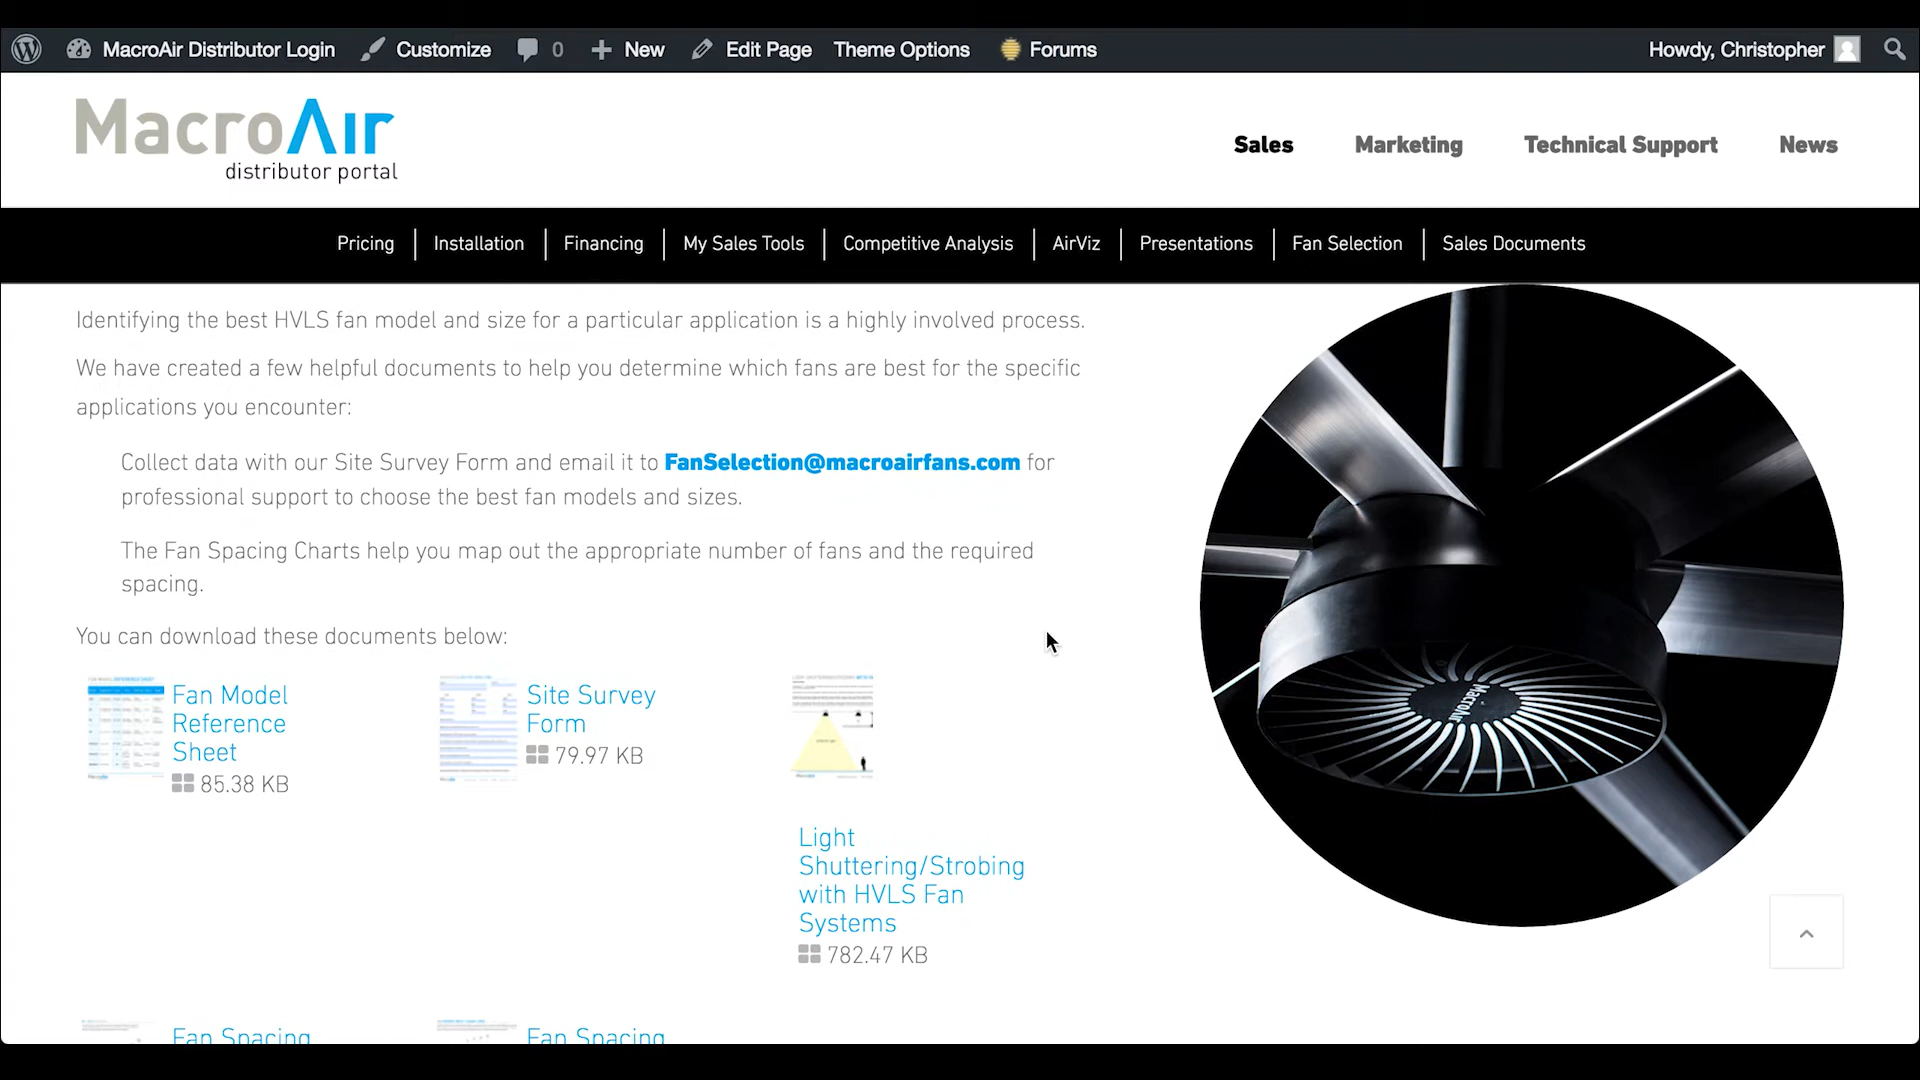 MacroAir Distributor Login Customize 0 New Edit Page Theme Options Forums Howdy, Christopher
MacroAir
distributor portal
Sales Marketing Technical Support News
Pricing Installation Financing My Sales Tools Competitive Analysis AirViz Presentations Fan Selection Sales Documents
Identifying the best HVLS fan model and size for a particular application is a highly involved process.
We have created a few helpful documents to help you determine which fans are best for the specific
applications you encounter:
Collect data with our Site Survey Form and email it to FanSelection@macroairfans.com for
professional support to choose the best fan models and sizes.
The Fan Spacing Charts help you map out the appropriate number of fans and the required
spacing.
You can download these documents below:
Fan Model
Reference
Sheet
85.38 KB
Site Survey
Form
79.97 KB
Light
Shuttering/Strobing
with HVLS Fan
Systems
782.47 KB
Fan Spacing
Fan Spacing
MacroAir